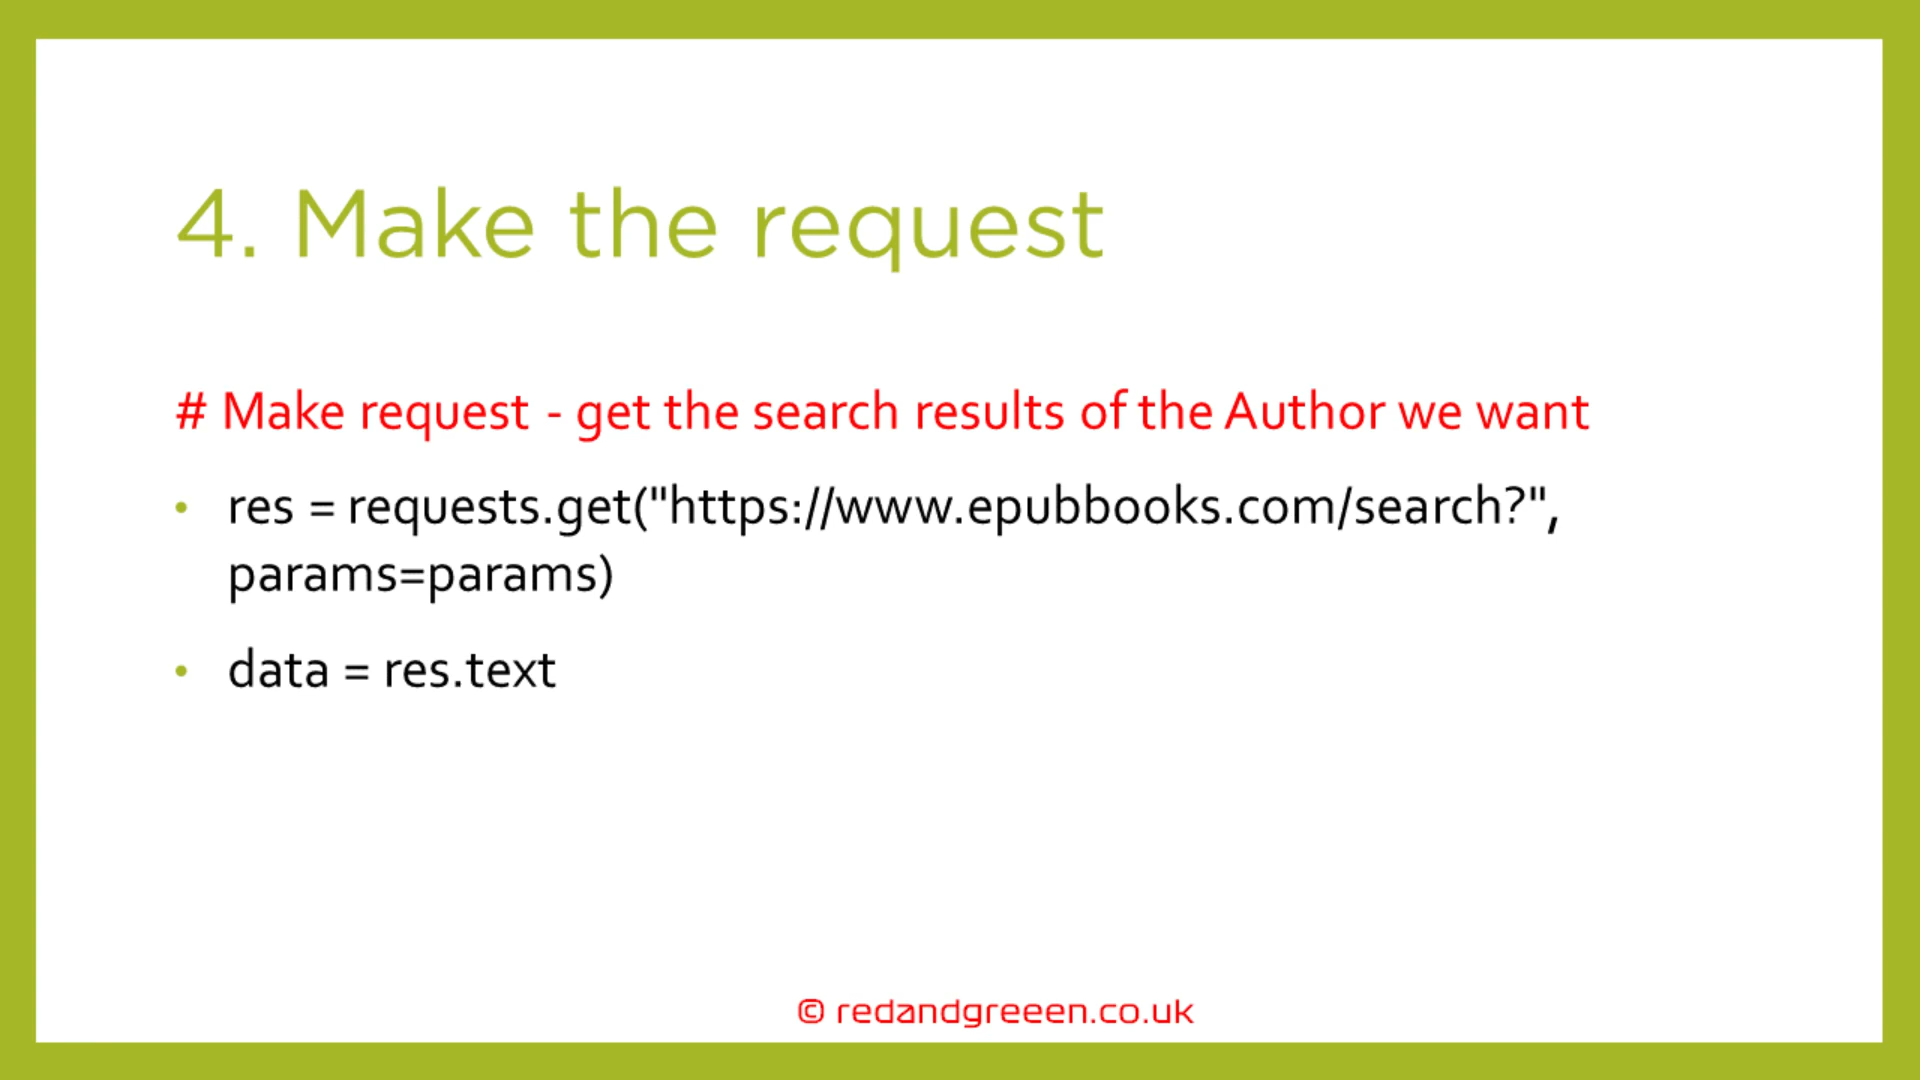 4. Make the request
# Make request - get the search results of the Author we want
• res = requests.get("https://www.epubbooks.com/search?",
params=params)
• data = res.text
© redandgreeen.co.uk